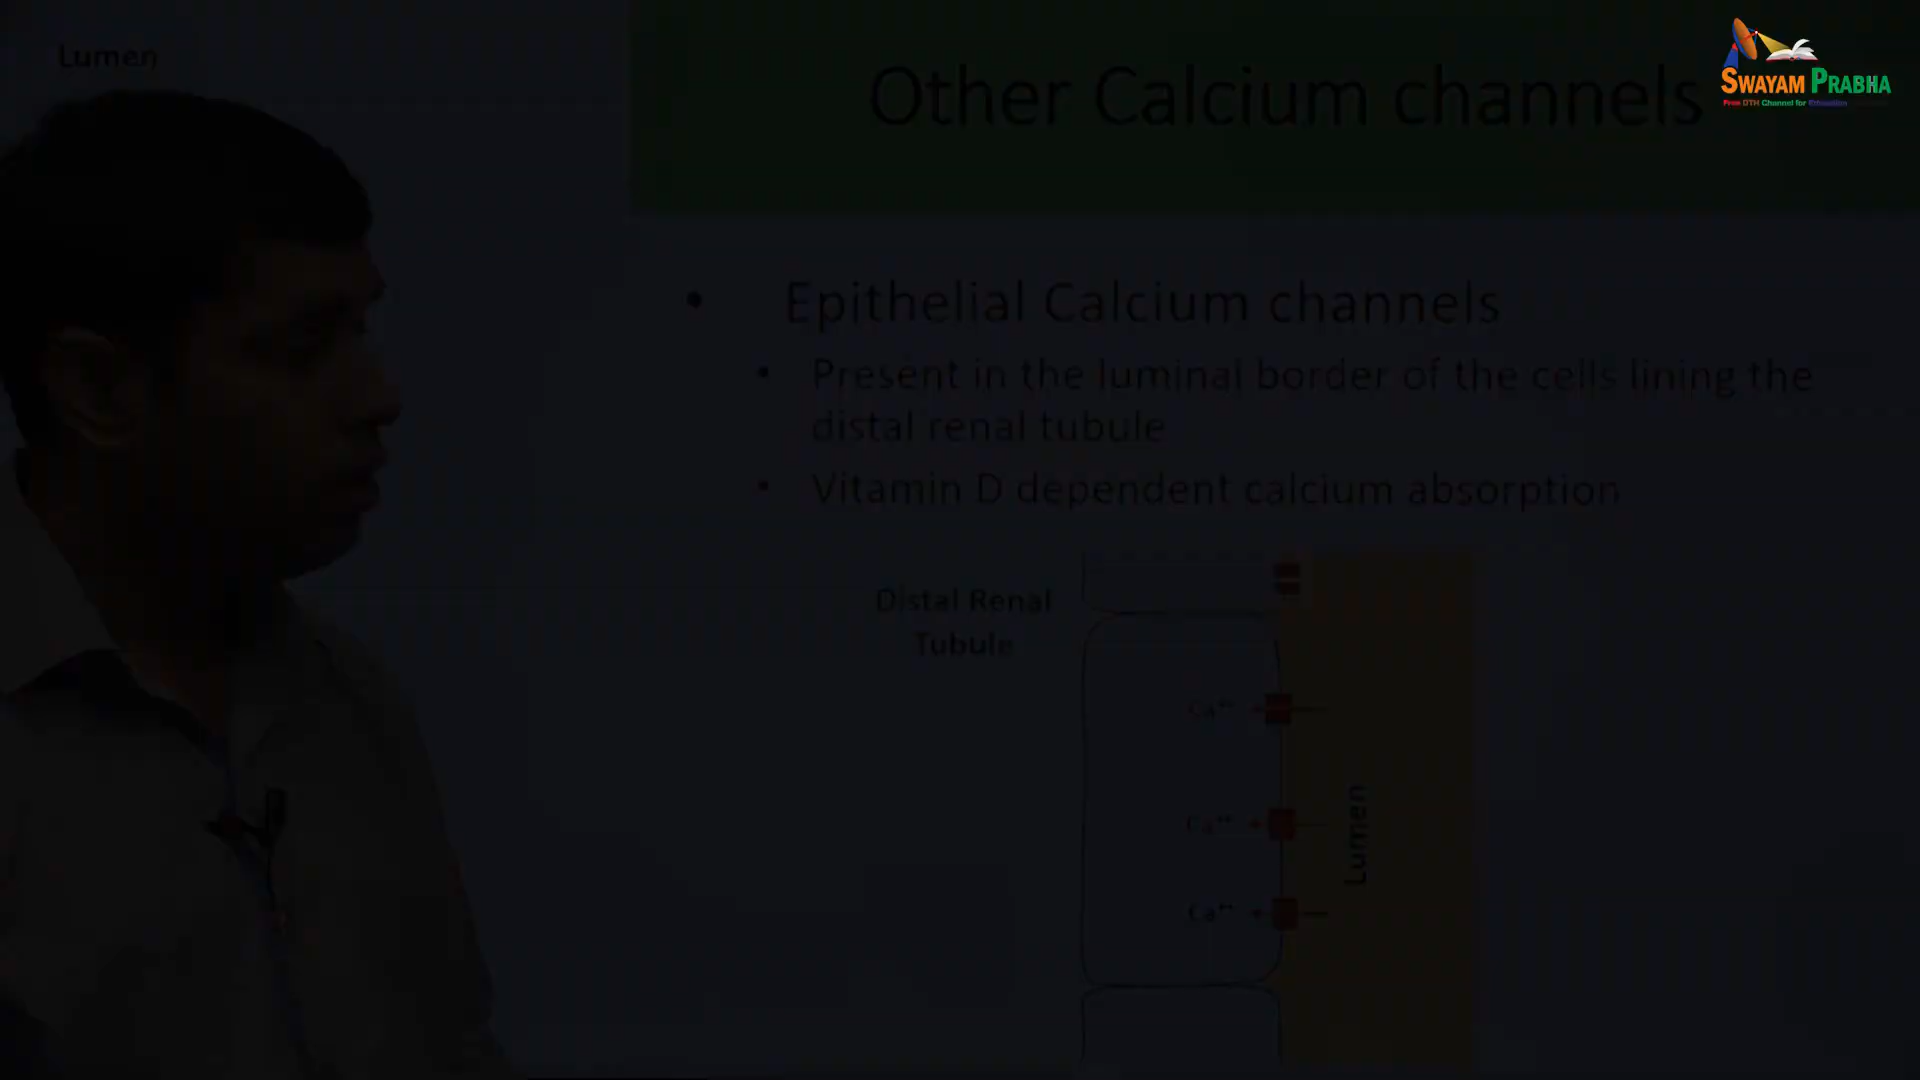 Lumen
Other Calcium channels
SWAYAM PRABHA
Free DTH Channel for Education
• Epithelial Calcium channels
• Present in the luminal border of the cells lining the
distal renal tubule
• Vitamin D dependent calcium absorption
Distal Renal
Tubule
Ca++
Ca++
Ca++
Lumen